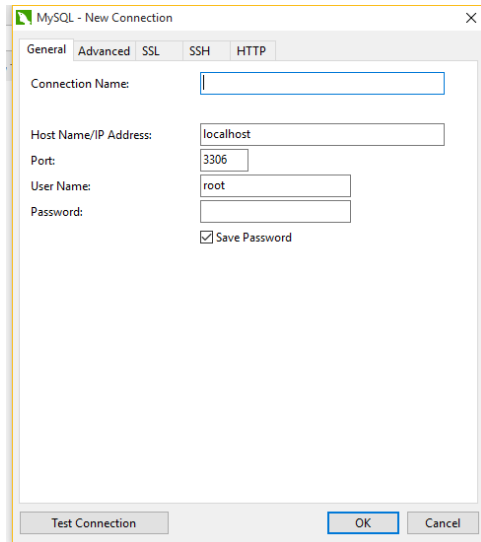 MySQL - New Connection
General Advanced SSL SSH HTTP
Connection Name:
Host Name/IP Address: localhost
Port: 3306
User Name: root
Password:
Save Password
Test Connection OK Cancel